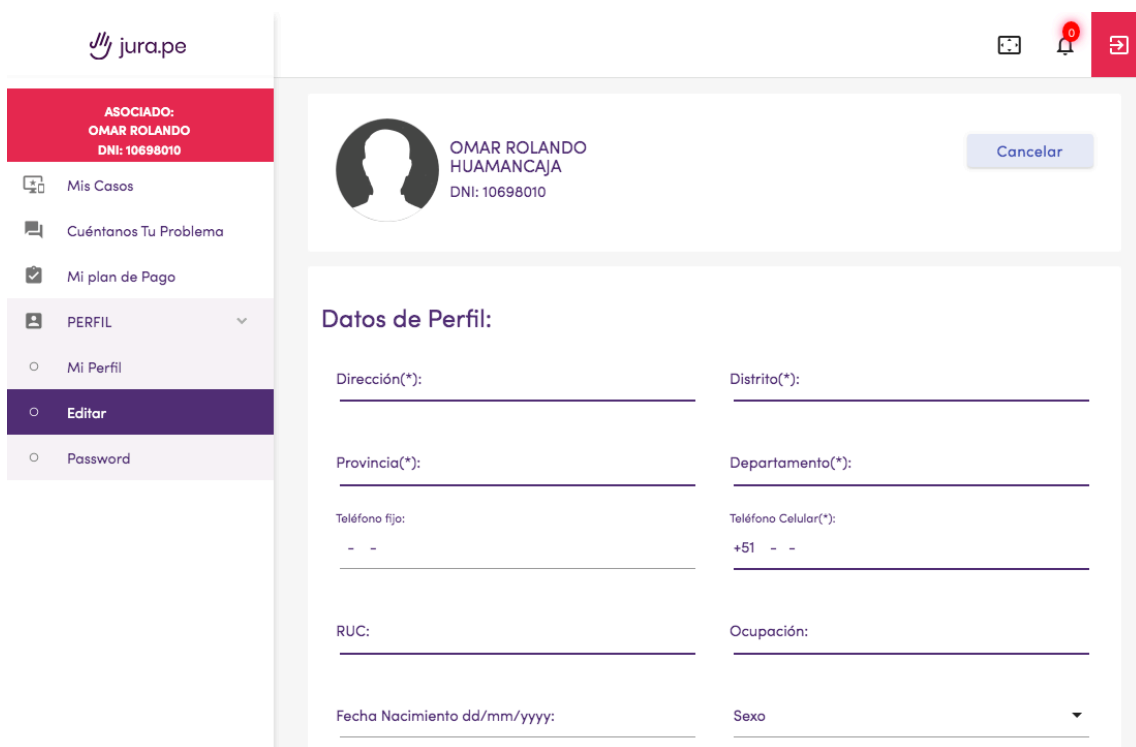 jura.pe
0
ASOCIADO:
OMAR ROLANDO
DNI: 10698010
Mis Casos
Cuéntanos Tu Problema
Mi plan de Pago
PERFIL
Mi Perfil
Editar
Password
OMAR ROLANDO
HUAMANCAJA
DNI: 10698010
Cancelar
Datos de Perfil:
Dirección(*):
Distrito(*):
Provincia(*):
Departamento(*):
Teléfono fijo:
Teléfono Celular(*):
- -
+51 - -
RUC:
Ocupación:
Fecha Nacimiento dd/mm/yyyy:
Sexo